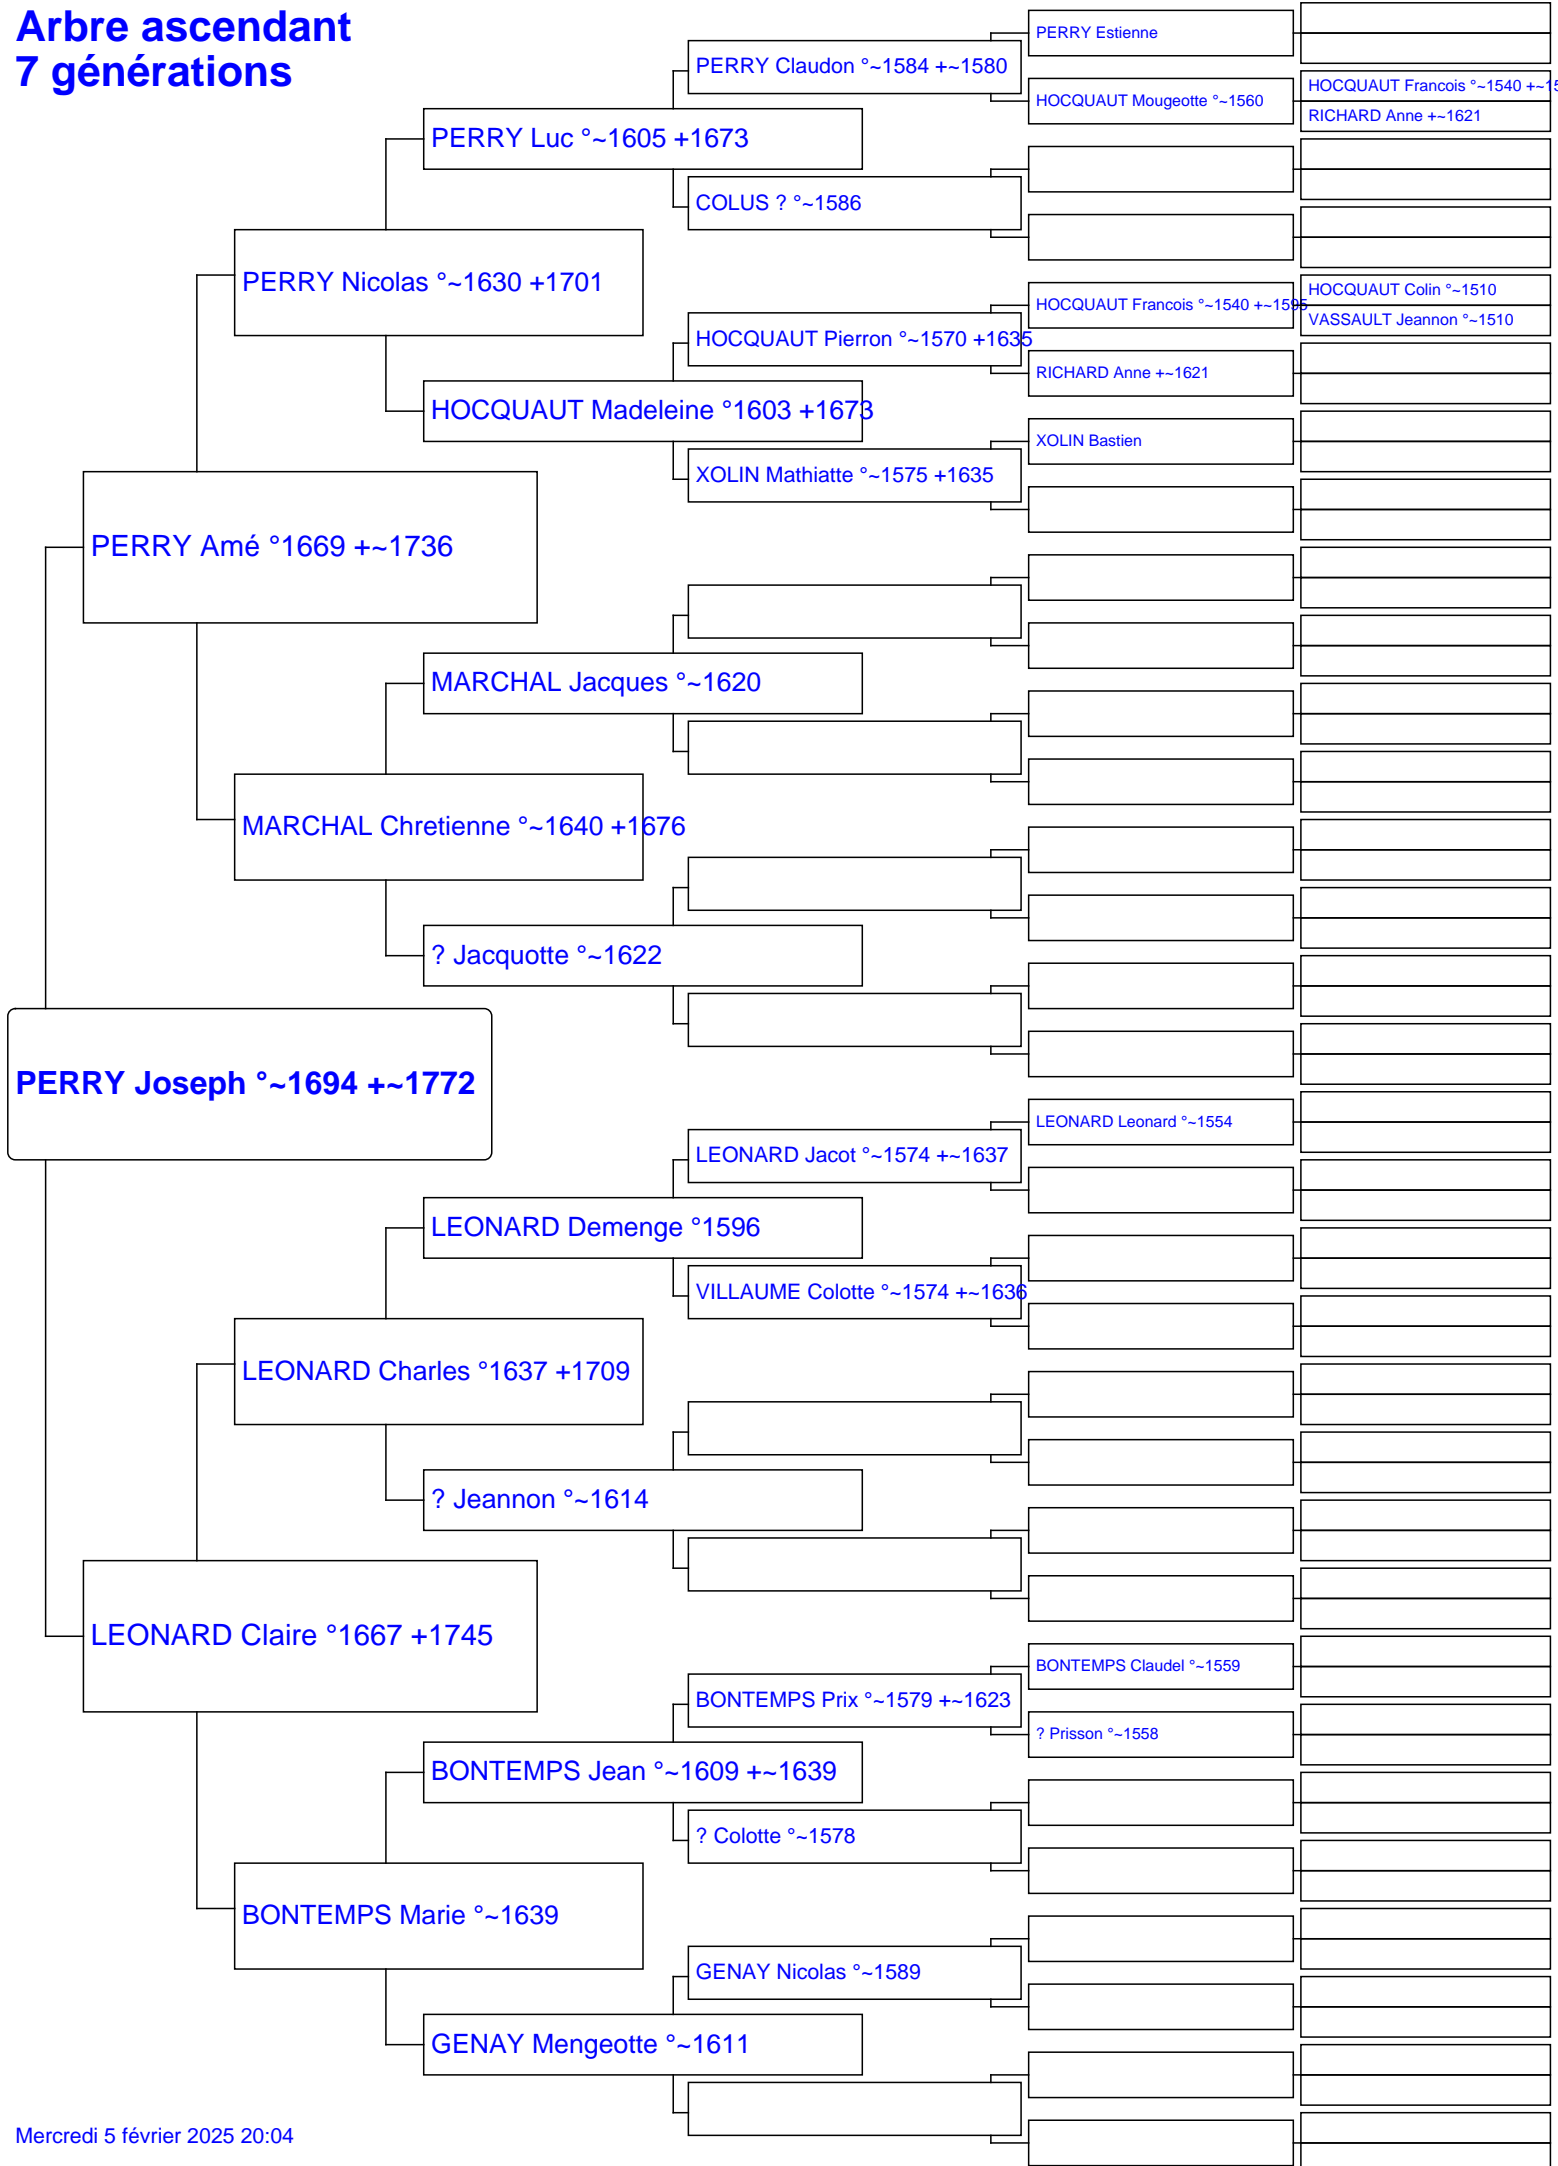 Arbre ascendant
7 générations
PERRY Estienne
PERRY Claudon °~1584 +~1580
HOCQUAUT Francois °~1540 +~15
HOCQUAUT Mougeotte °~1560
RICHARD Anne +~1621
PERRY Luc °~1605 +1673
COLUS ? °~1586
PERRY Nicolas °~1630 +1701
HOCQUAUT Colin °~1510
HOCQUAUT Francois °~1540 +~1595
VASSAULT Jeannon °~1510
HOCQUAUT Pierron °~1570 +1635
RICHARD Anne +~1621
HOCQUAUT Madeleine °1603 +1673
XOLIN Bastien
XOLIN Mathiatte °~1575 +1635
PERRY Amé °1669 +~1736
MARCHAL Jacques °~1620
MARCHAL Chretienne °~1640 +1676
? Jacquotte °~1622
PERRY Joseph °~1694 +~1772
LEONARD Leonard °~1554
LEONARD Jacot °~1574 +~1637
LEONARD Demenge °1596
VILLAUME Colotte °~1574 +~1636
LEONARD Charles °1637 +1709
? Jeannon °~1614
LEONARD Claire °1667 +1745
BONTEMPS Claudel °~1559
BONTEMPS Prix °~1579 +~1623
? Prisson °~1558
BONTEMPS Jean °~1609 +~1639
? Colotte °~1578
BONTEMPS Marie °~1639
GENAY Nicolas °~1589
GENAY Mengeotte °~1611
Mercredi 5 février 2025 20:04